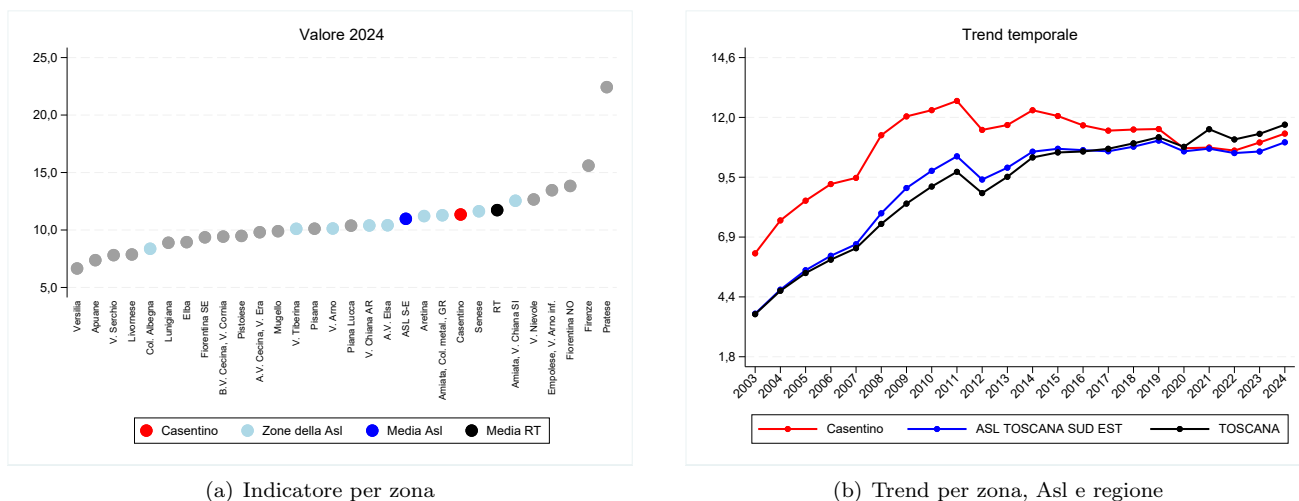 Valore 2024
25,0
20,0
15,0
10,0
5,0
Versilia
Apuane
V. Serchio
Livornese
Col. Albegna
Lunigiana
Elba
Fiorentina SE
B.V. Cecina, V. Cornia
Pistoiese
A.V. Cecina, V. Era
Mugello
V. Tiberina
Pisana
V. Arno
Piana Lucca
V. Chiana AR
A.V. Elsa
ASL S-E
Aretina
Amiata, Col. metal., GR
Casentino
Senese
RT
Amiata, V. Chiana SI
V. Nievole
Empolese, V. Arno inf.
Fiorentina NO
Firenze
Pratese
Casentino Zone della Asl Media Asl Media RT
(a) Indicatore per zona
Trend temporale
14,6
12,0
9,5
6,9
4,4
1,8
2003 2004 2005 2006 2007 2008 2009 2010 2011 2012 2013 2014 2015 2016 2017 2018 2019 2020 2021 2022 2023 2024
Casentino ASL TOSCANA SUD EST TOSCANA
(b) Trend per zona, Asl e regione